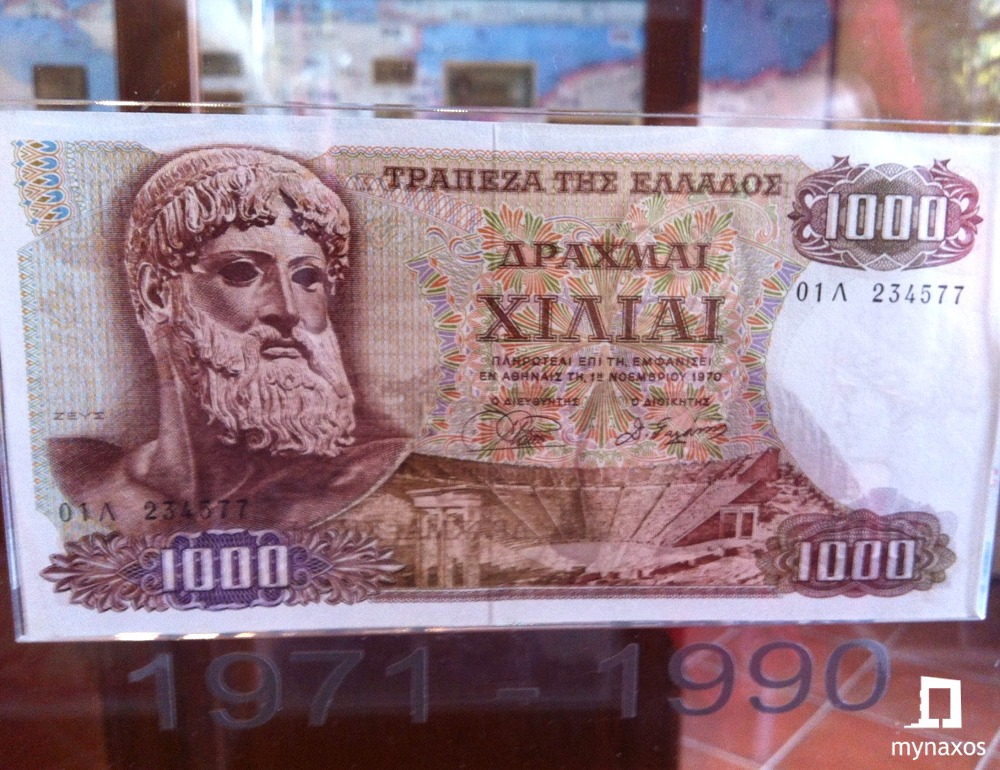 ΤΡΑΠΕΖΑ ΤΗΣ ΕΛΛΑΔΟΣ
1000
ΔΡΑΧΜΑΙ
01Λ 234577
ΧΙΛΙΑΙ
ΠΛΗΡΩΤΕΑΙ ΕΠΙ ΤΗ, ΕΜΦΑΝΙΣΕΙ
ΕΝ ΑΘΗΝΑΙΣ ΤΗ, 1Η ΝΟΕΜΒΡΙΟΥ 1970
Ο ΔΙΕΥΘΥΝΤΗΣ Ο ΔΙΟΙΚΗΤΗΣ
ΖΕΥΣ
01Λ 234577
1000 1000
1971 - 1990
mynaxos